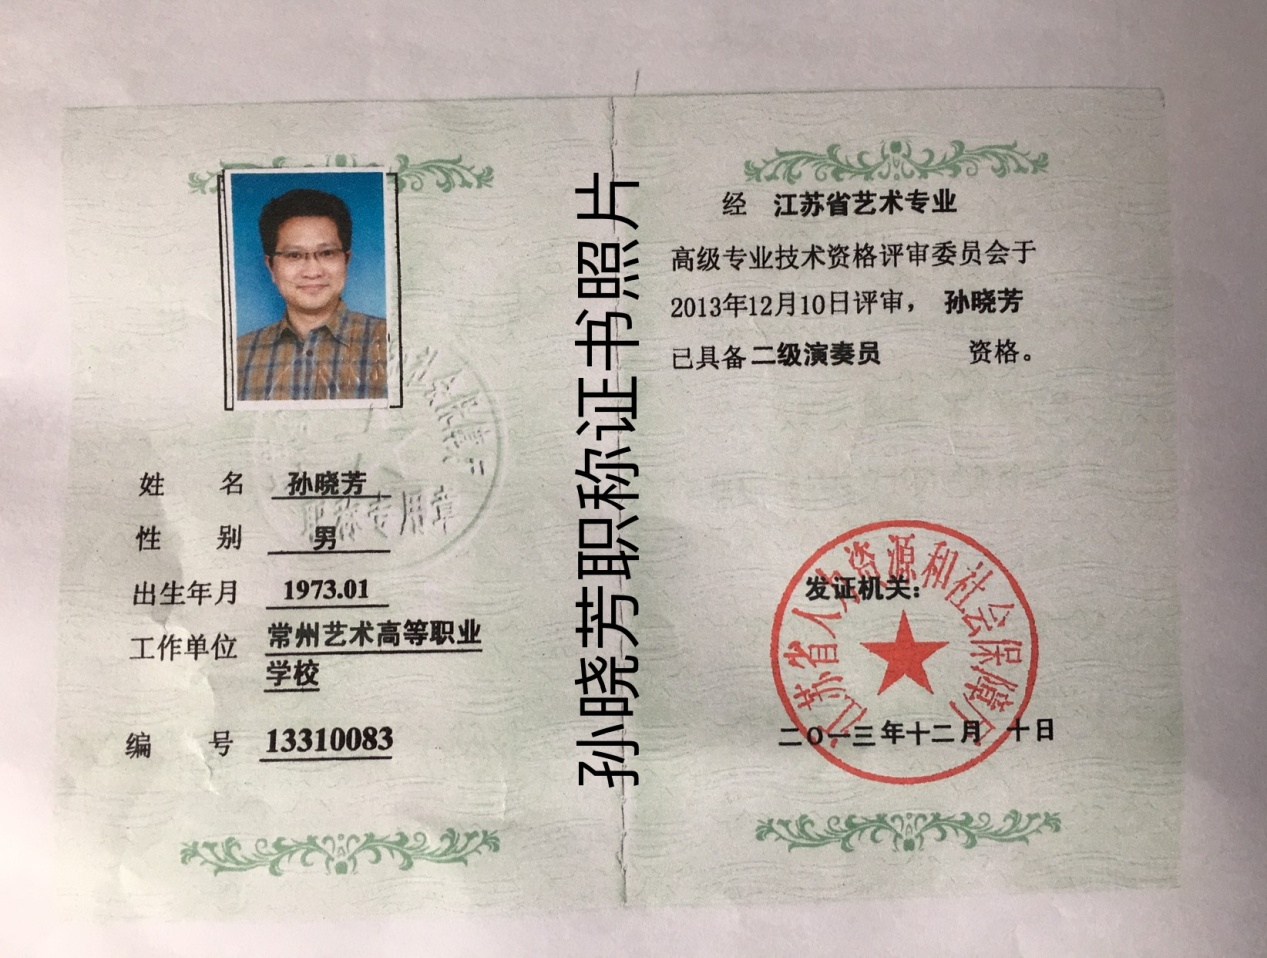 姓 名 孙晓芳
性 别 男
出生年月 1973.01
工作单位 常州艺术高等职业
学校
编 号 13310083
职称专用章
孙晓芳职称证书照片
经 江苏省艺术专业
高级专业技术资格评审委员会于
2013年12月10日评审， 孙晓芳
已具备 二级演奏员 资格。
江苏省人力资源和社会保障厅
发证机关：
二〇一三年十二月 十日